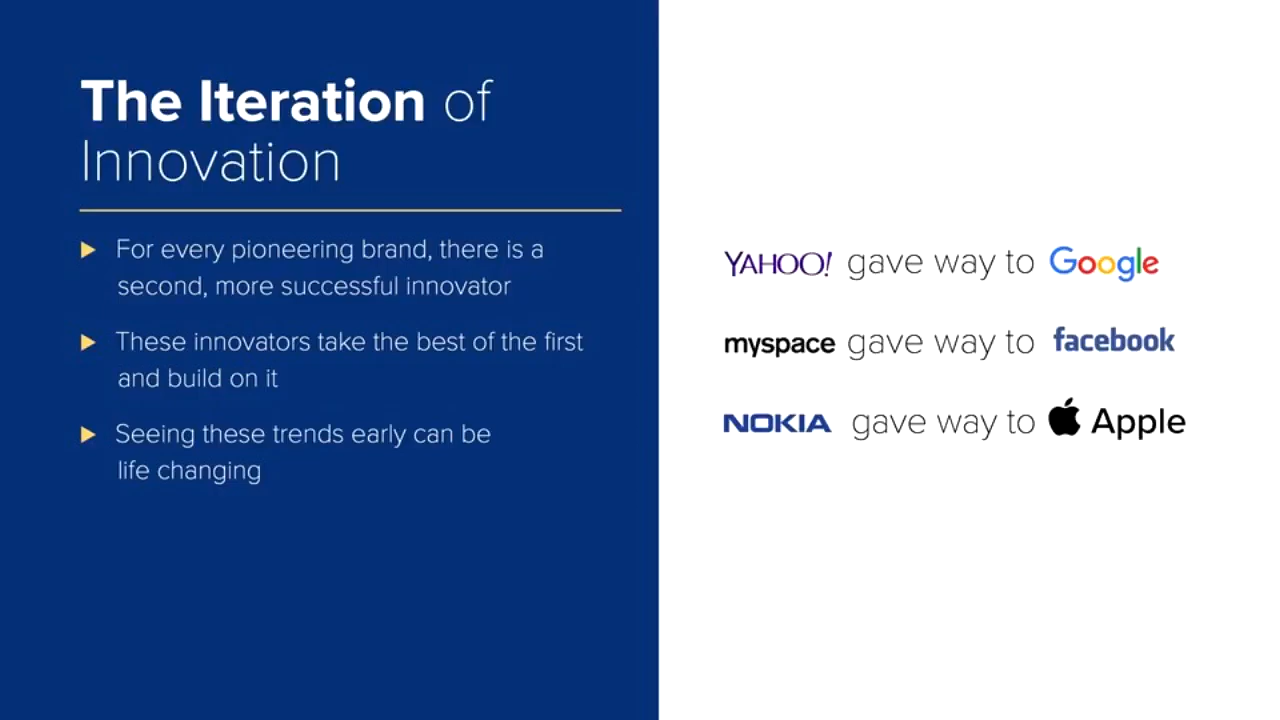 The Iteration of
Innovation
▶ For every pioneering brand, there is a
second, more successful innovator
▶ These innovators take the best of the first
and build on it
▶ Seeing these trends early can be
life changing
YAHOO! gave way to Google
myspace gave way to facebook
NOKIA gave way to Apple